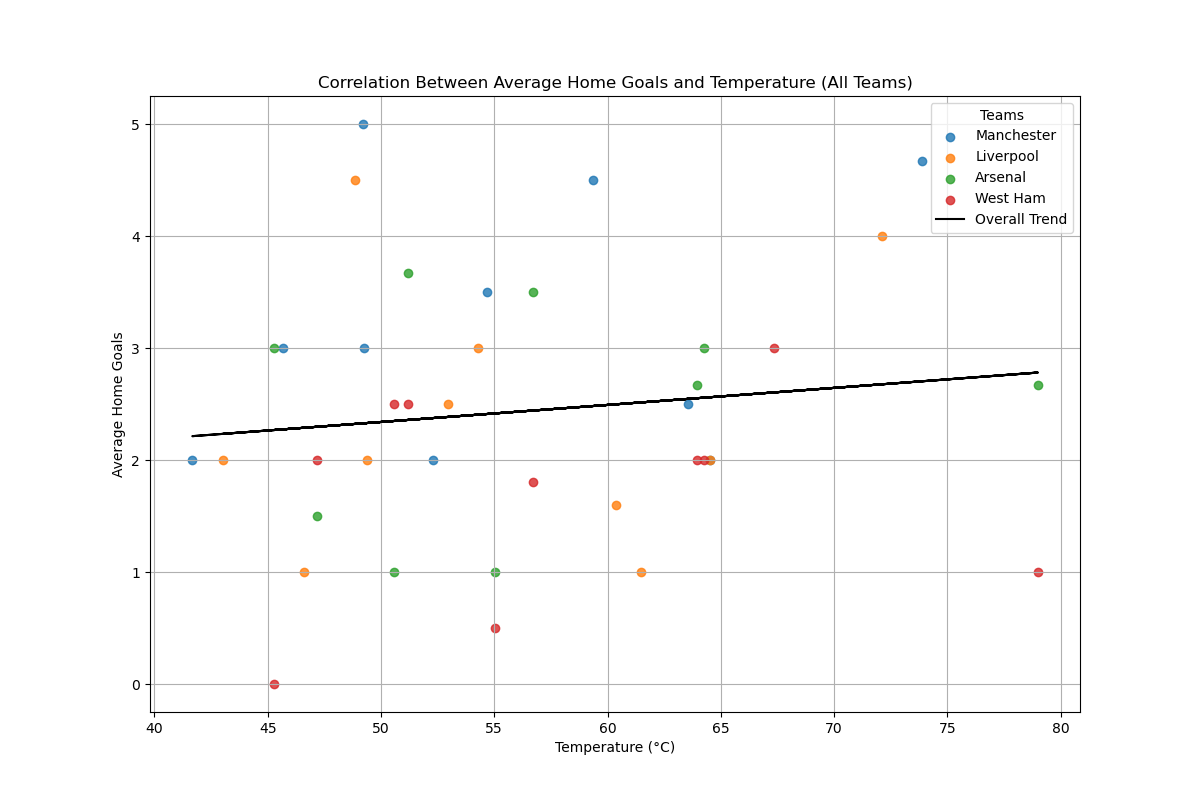 Correlation Between Average Home Goals and Temperature (All Teams)
Teams
Manchester
Liverpool
Arsenal
West Ham
Overall Trend
Average Home Goals
5
4
3
2
1
0
40 45 50 55 60 65 70 75 80
Temperature (°C)